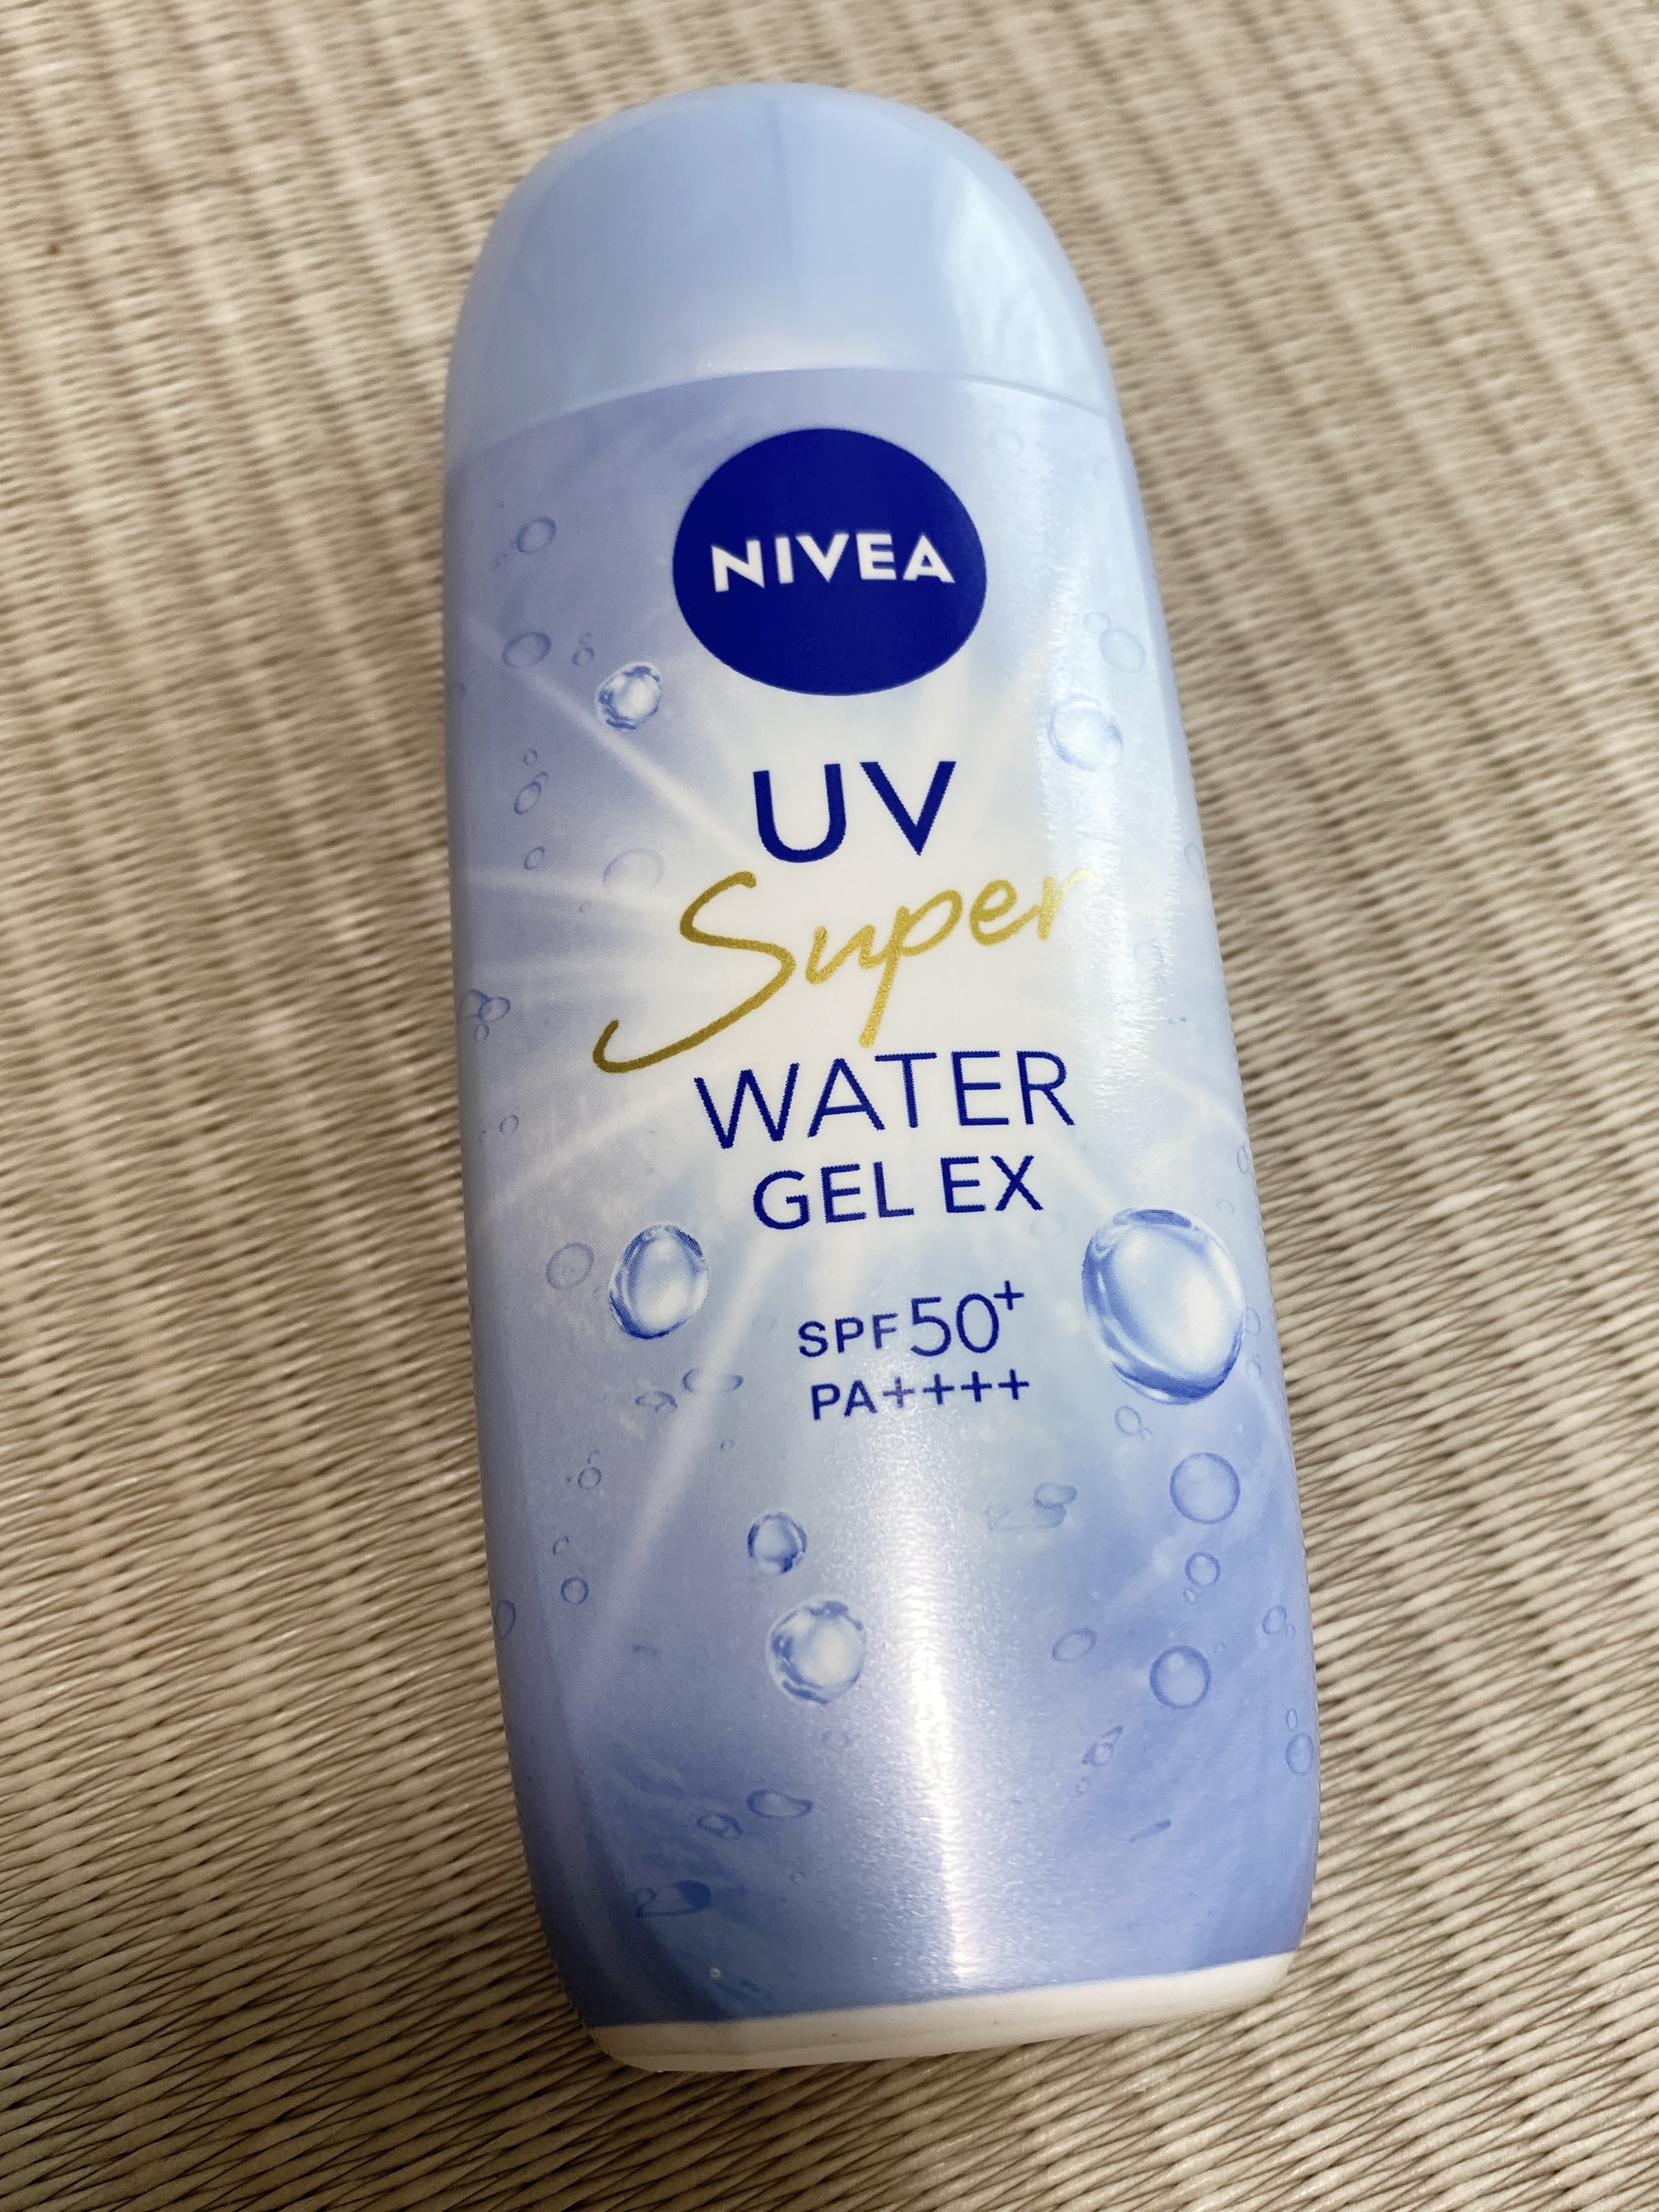 NIVEA
UV
Super
WATER
GEL EX
SPF50+
PA++++